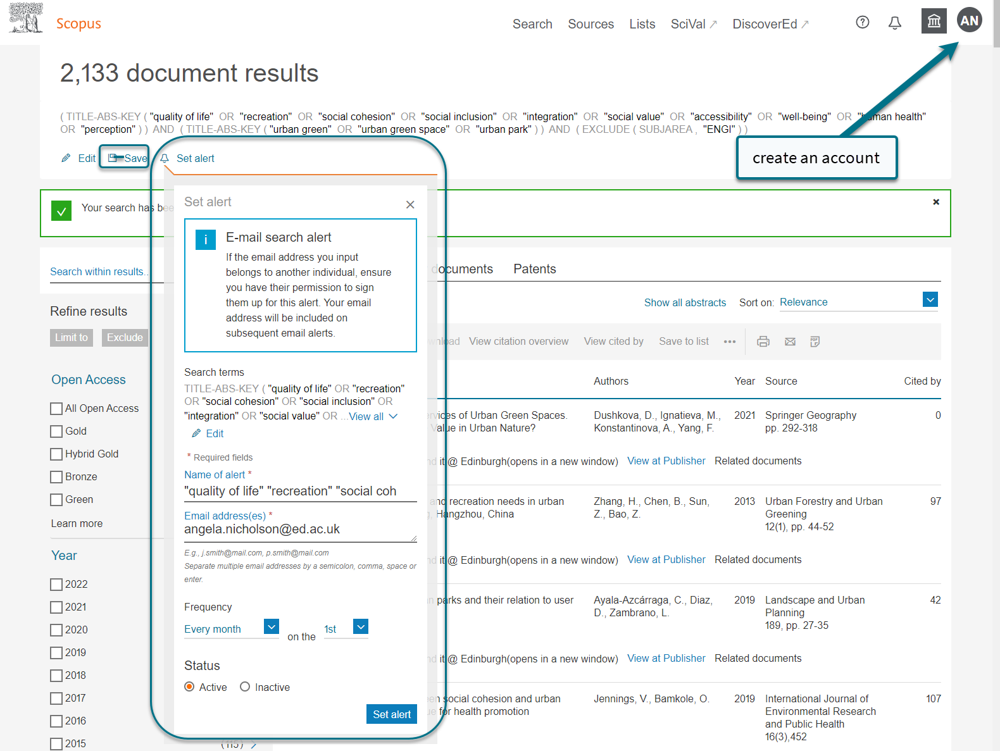 Scopus
Search Sources Lists SciVal DiscoverEd
AN
2,133 document results
( TITLE-ABS-KEY ( "quality of life" OR "recreation" OR "social cohesion" OR "social inclusion" OR "integration" OR "social value" OR "accessibility" OR "well-being" OR "human health"
OR "perception" ) ) AND ( TITLE-ABS-KEY ( "urban green" OR "urban green space" OR "urban park" ) ) AND ( EXCLUDE ( SUBJAREA , "ENGI" ) )
Edit Save Set alert
create an account
Your search has bee
Set alert
E-mail search alert
If the email address you input
belongs to another individual, ensure
you have their permission to sign
them up for this alert. Your email
address will be included on
subsequent email alerts.
Search terms
TITLE-ABS-KEY ( "quality of life" OR "recreation"
OR "social cohesion" OR "social inclusion" OR
"integration" OR "social value" OR ...View all
Edit
* Required fields
Name of alert *
"quality of life" "recreation" "social coh
Email address(es) *
angela.nicholson@ed.ac.uk
E.g., j.smith@mail.com, p.smith@mail.com
Separate multiple email addresses by a semicolon, comma, space or
enter.
Frequency
Every month on the 1st
Status
Active Inactive
Set alert
Search within results...
Refine results
Limit to Exclude
Open Access
All Open Access
Gold
Hybrid Gold
Bronze
Green
Learn more
Year
2022
2021
2020
2019
2018
2017
2016
2015 (115)
documents Patents
Show all abstracts Sort on: Relevance
wnload View citation overview View cited by Save to list
PDF
Authors Year Source Cited by
rvices of Urban Green Spaces.
Value in Urban Nature?
Dushkova, D., Ignatieva, M.,
Konstantinova, A., Yang, F.
2021
Springer Geography
pp. 292-318
0
nd it @ Edinburgh(opens in a new window) View at Publisher Related documents
and recreation needs in urban
g, Hangzhou, China
Zhang, H., Chen, B., Sun,
Z., Bao, Z.
2013
Urban Forestry and Urban
Greening
12(1), pp. 44-52
97
nd it @ Edinburgh(opens in a new window) View at Publisher Related documents
n parks and their relation to user
Ayala-Azcárraga, C., Diaz,
D., Zambrano, L.
2019
Landscape and Urban
Planning
189, pp. 27-35
42
nd it @ Edinburgh(opens in a new window) View at Publisher Related documents
en social cohesion and urban
ue for health promotion
Jennings, V., Bamkole, O.
2019
International Journal of
Environmental Research
and Public Health
16(3),452
107